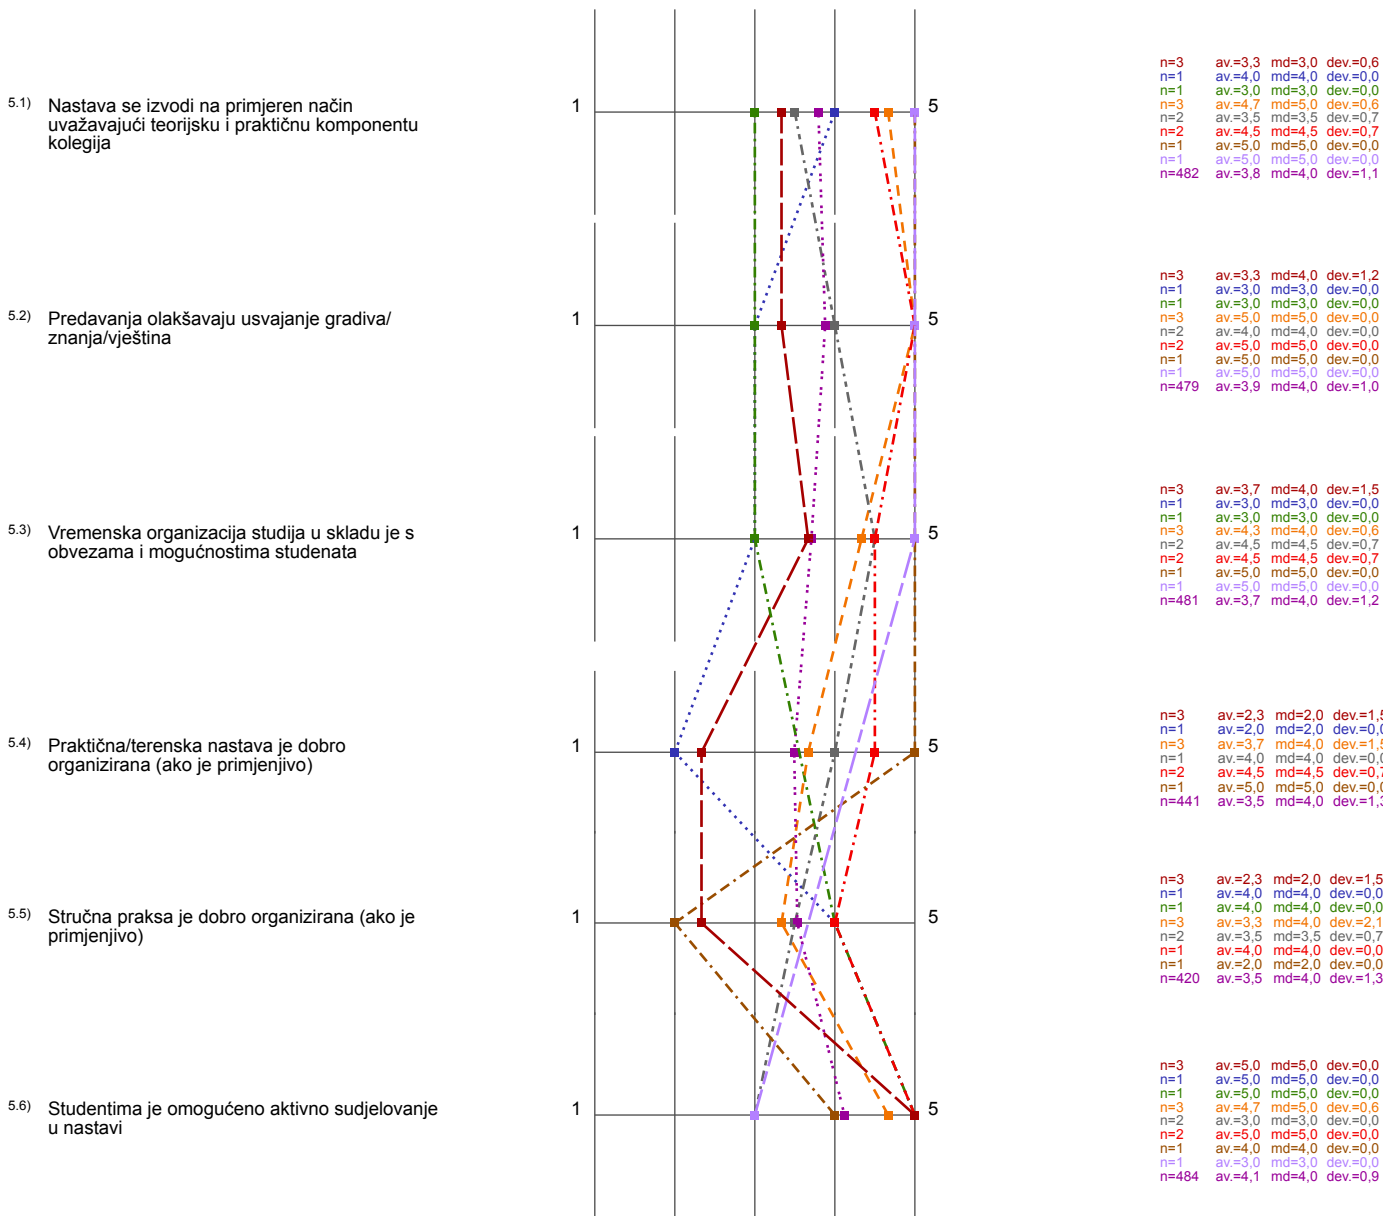 n=3 av.=3,3 md=3,0 dev.=0,6
n=1 av.=4,0 md=4,0 dev.=0,0
n=1 av.=3,0 md=3,0 dev.=0,0
n=3 av.=4,7 md=5,0 dev.=0,6
n=2 av.=3,5 md=3,5 dev.=0,7
n=2 av.=4,5 md=4,5 dev.=0,7
n=1 av.=5,0 md=5,0 dev.=0,0
n=1 av.=5,0 md=5,0 dev.=0,0
n=482 av.=3,8 md=4,0 dev.=1,1
5.1) Nastava se izvodi na primjeren način
uvažavajući teorijsku i praktičnu komponentu
kolegija
1 5
n=3 av.=3,3 md=4,0 dev.=1,2
n=1 av.=3,0 md=3,0 dev.=0,0
n=1 av.=3,0 md=3,0 dev.=0,0
n=3 av.=5,0 md=5,0 dev.=0,0
n=2 av.=4,0 md=4,0 dev.=0,0
n=2 av.=5,0 md=5,0 dev.=0,0
n=1 av.=5,0 md=5,0 dev.=0,0
n=1 av.=5,0 md=5,0 dev.=0,0
n=479 av.=3,9 md=4,0 dev.=1,0
5.2) Predavanja olakšavaju usvajanje gradiva/
znanja/vještina
1 5
n=3 av.=3,7 md=4,0 dev.=1,5
n=1 av.=3,0 md=3,0 dev.=0,0
n=1 av.=3,0 md=3,0 dev.=0,0
n=3 av.=4,3 md=4,0 dev.=0,6
n=2 av.=4,5 md=4,5 dev.=0,7
n=2 av.=4,5 md=4,5 dev.=0,7
n=1 av.=5,0 md=5,0 dev.=0,0
n=1 av.=5,0 md=5,0 dev.=0,0
n=481 av.=3,7 md=4,0 dev.=1,2
5.3) Vremenska organizacija studija u skladu je s
obvezama i mogućnostima studenata
1 5
n=3 av.=2,3 md=2,0 dev.=1,5
n=1 av.=2,0 md=2,0 dev.=0,0
n=3 av.=3,7 md=4,0 dev.=1,5
n=1 av.=4,0 md=4,0 dev.=0,0
n=2 av.=4,5 md=4,5 dev.=0,7
n=1 av.=5,0 md=5,0 dev.=0,0
n=441 av.=3,5 md=4,0 dev.=1,3
5.4) Praktična/terenska nastava je dobro
organizirana (ako je primjenjivo)
1 5
n=3 av.=2,3 md=2,0 dev.=1,5
n=1 av.=4,0 md=4,0 dev.=0,0
n=1 av.=4,0 md=4,0 dev.=0,0
n=3 av.=3,3 md=4,0 dev.=2,1
n=2 av.=3,5 md=3,5 dev.=0,7
n=1 av.=4,0 md=4,0 dev.=0,0
n=1 av.=2,0 md=2,0 dev.=0,0
n=420 av.=3,5 md=4,0 dev.=1,3
5.5) Stručna praksa je dobro organizirana (ako je
primjenjivo)
1 5
n=3 av.=5,0 md=5,0 dev.=0,0
n=1 av.=5,0 md=5,0 dev.=0,0
n=1 av.=5,0 md=5,0 dev.=0,0
n=3 av.=4,7 md=5,0 dev.=0,6
n=2 av.=3,0 md=3,0 dev.=0,0
n=2 av.=5,0 md=5,0 dev.=0,0
n=1 av.=4,0 md=4,0 dev.=0,0
n=1 av.=3,0 md=3,0 dev.=0,0
n=484 av.=4,1 md=4,0 dev.=0,9
5.6) Studentima je omogućeno aktivno sudjelovanje
u nastavi
1 5